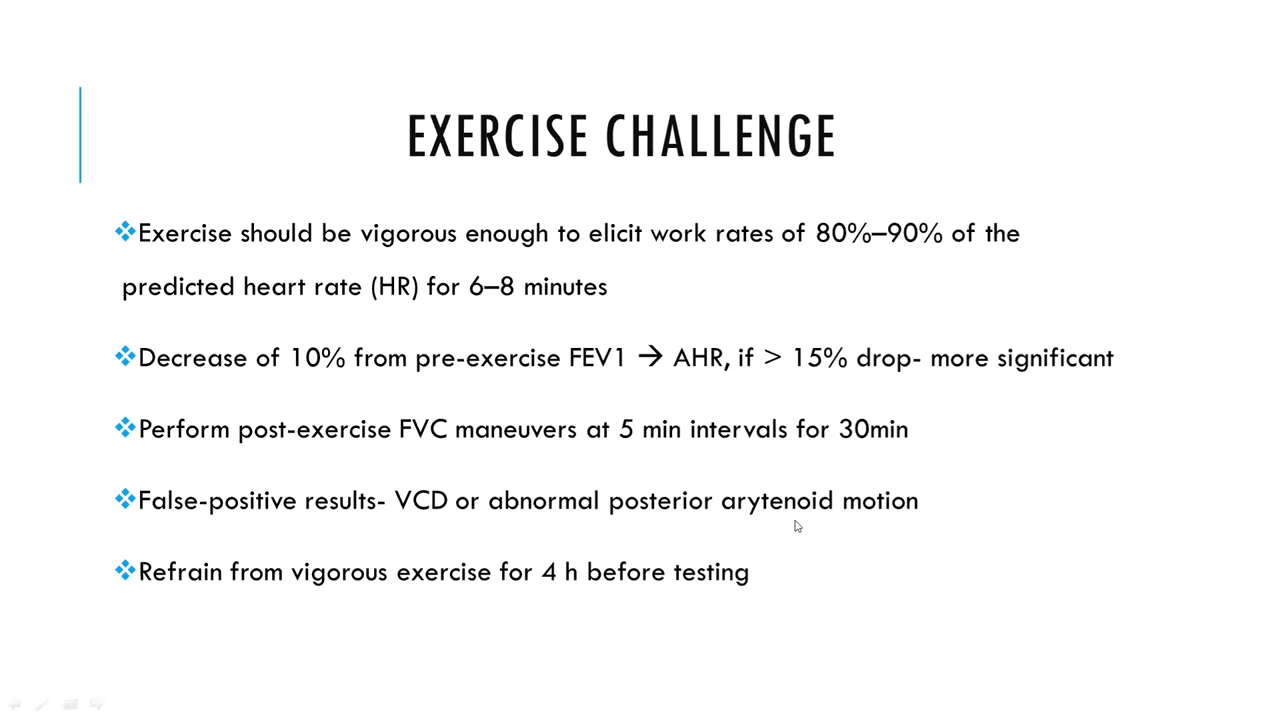 EXERCISE CHALLENGE
❖Exercise should be vigorous enough to elicit work rates of 80%–90% of the
predicted heart rate (HR) for 6–8 minutes
❖Decrease of 10% from pre-exercise FEV1 → AHR, if > 15% drop- more significant
❖Perform post-exercise FVC maneuvers at 5 min intervals for 30min
❖False-positive results- VCD or abnormal posterior arytenoid motion
❖Refrain from vigorous exercise for 4 h before testing